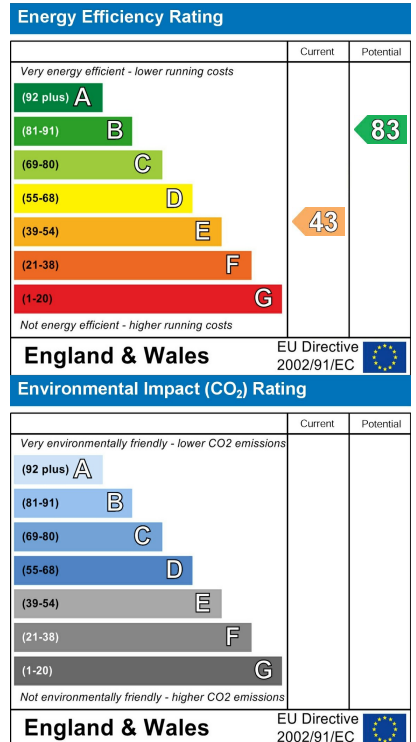 Energy Efficiency Rating
Current Potential
Very energy efficient - lower running costs
(92 plus) A
(81-91) B
83
(69-80) C
(55-68) D
(39-54) E
43
(21-38) F
(1-20) G
Not energy efficient - higher running costs
England & Wales
EU Directive
2002/91/EC
Environmental Impact (CO₂) Rating
Current Potential
Very environmentally friendly - lower CO2 emissions
(92 plus) A
(81-91) B
(69-80) C
(55-68) D
(39-54) E
(21-38) F
(1-20) G
Not environmentally friendly - higher CO2 emissions
England & Wales
EU Directive
2002/91/EC